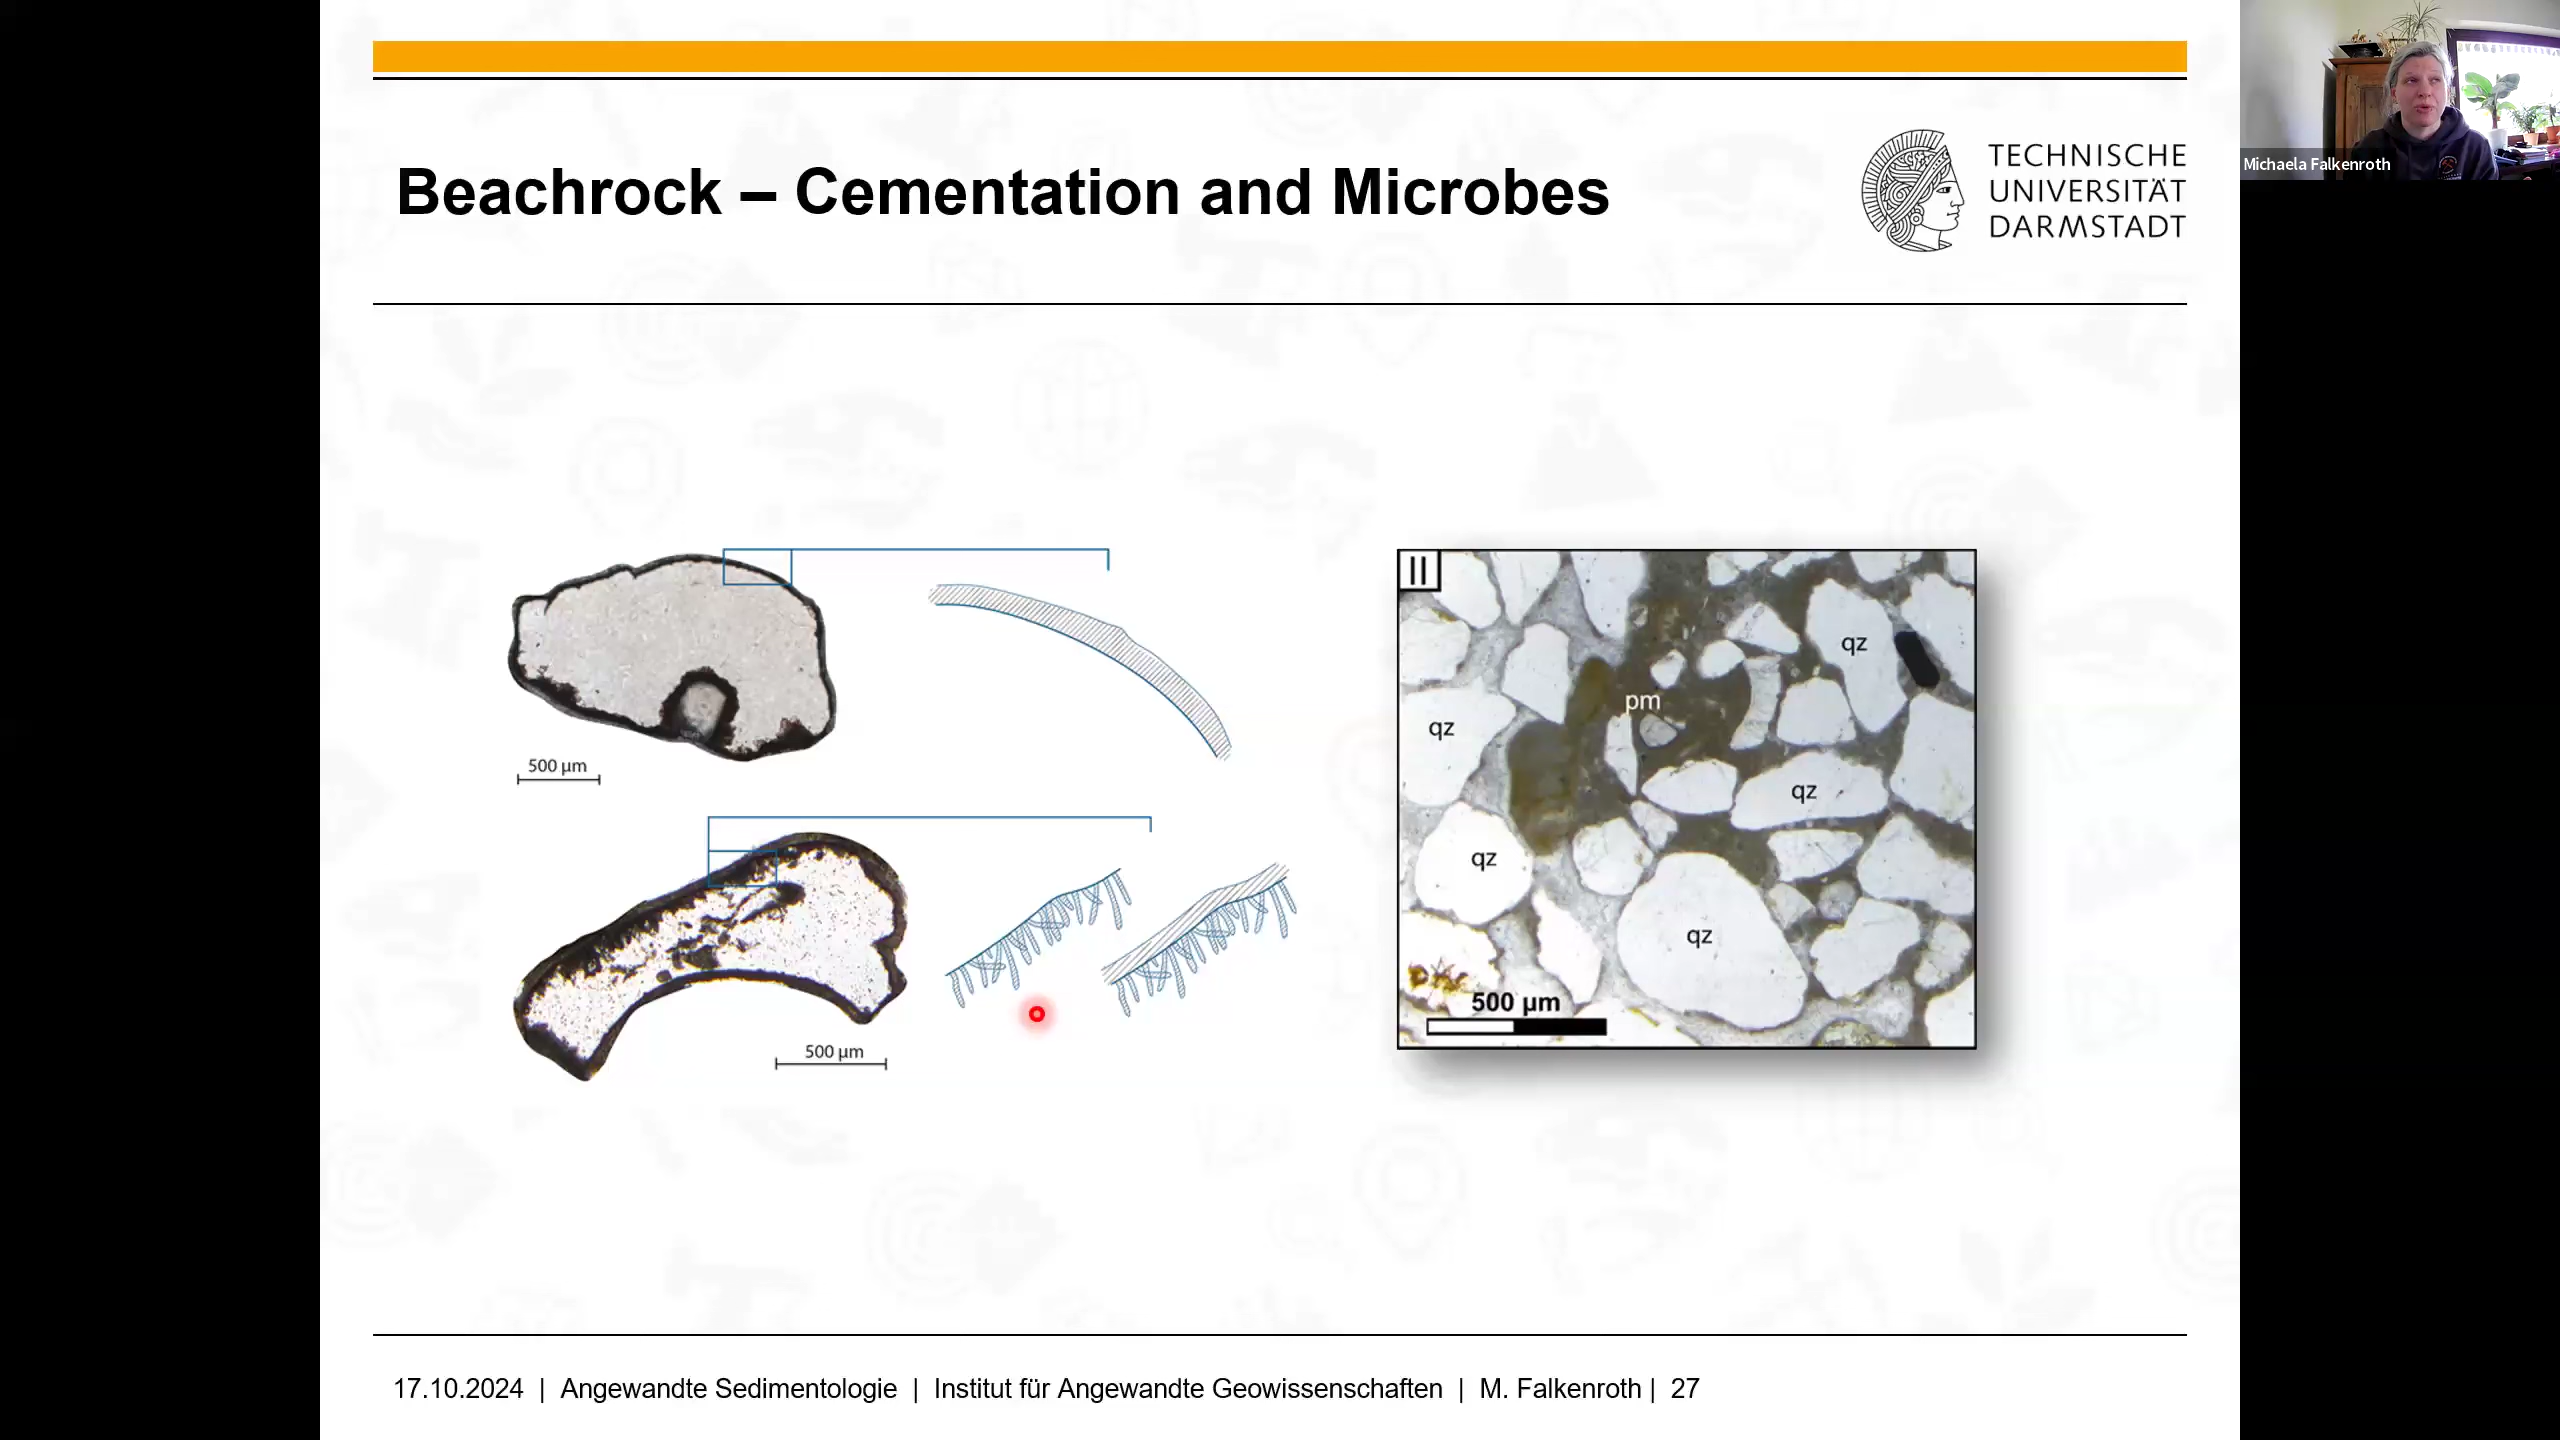 Beachrock – Cementation and Microbes
TECHNISCHE
UNIVERSITÄT
DARMSTADT
Michaela Falkenroth
500 µm
500 µm
II
qz
pm
qz
qz
qz
qz
500 µm
17.10.2024 | Angewandte Sedimentologie | Institut für Angewandte Geowissenschaften | M. Falkenroth | 27